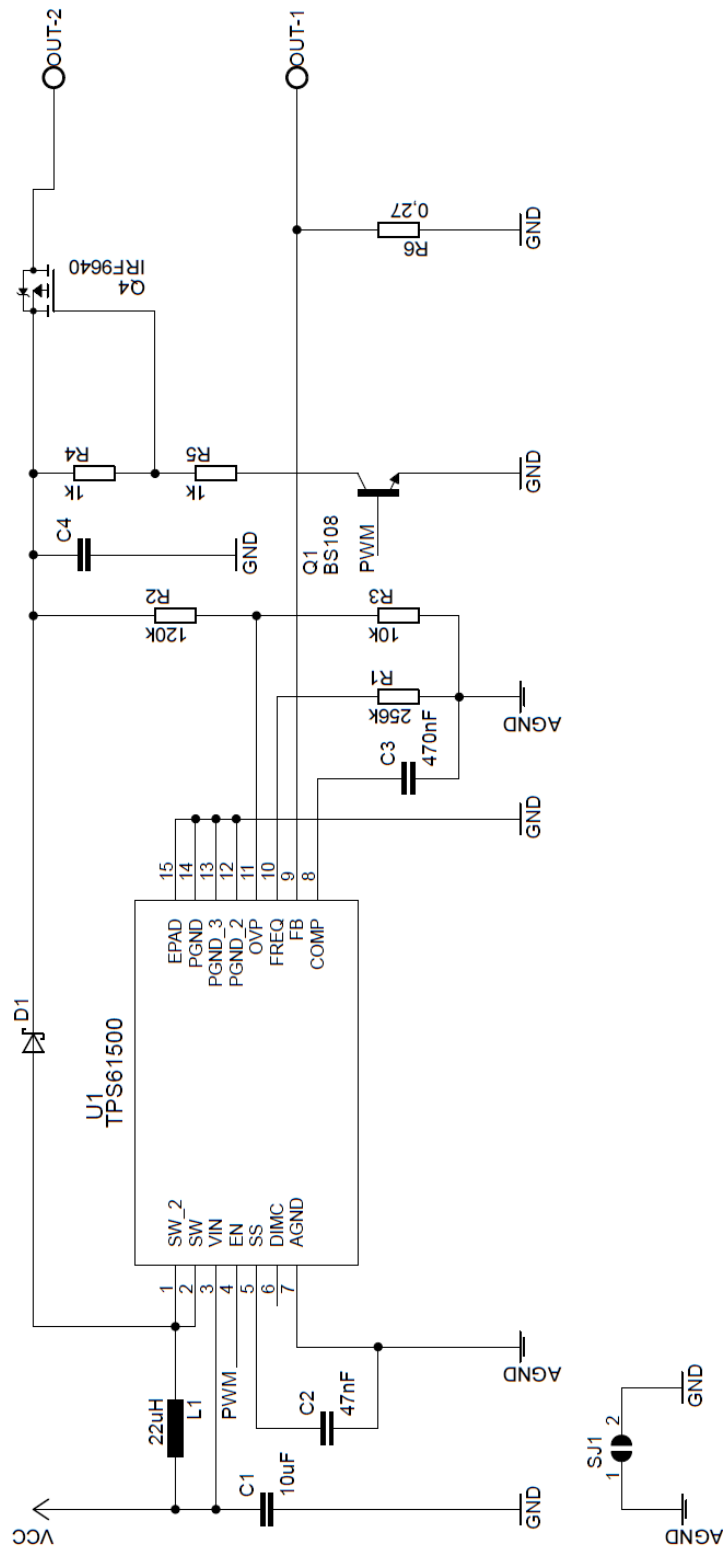 OUT-2
OUT-1
Q4
IRF9640
R6
0,27
GND
R4
1k
R5
1k
Q1
BS108
PWM
GND
C4
GND
R2
120k
R3
10k
R1
256k
C3
470nF
AGND
GND
D1
U1
TPS61500
15
14
13
12
11
10
9
8
EPAD
PGND
PGND_3
PGND_2
OVP
FREQ
FB
COMP
SW_2
SW
VIN
EN
SS
DIMC
AGND
1
2
3
4
5
6
7
22uH
L1
PWM
C2
47nF
AGND
C1
10uF
VCC
GND
SJ1
1
2
GND
AGND